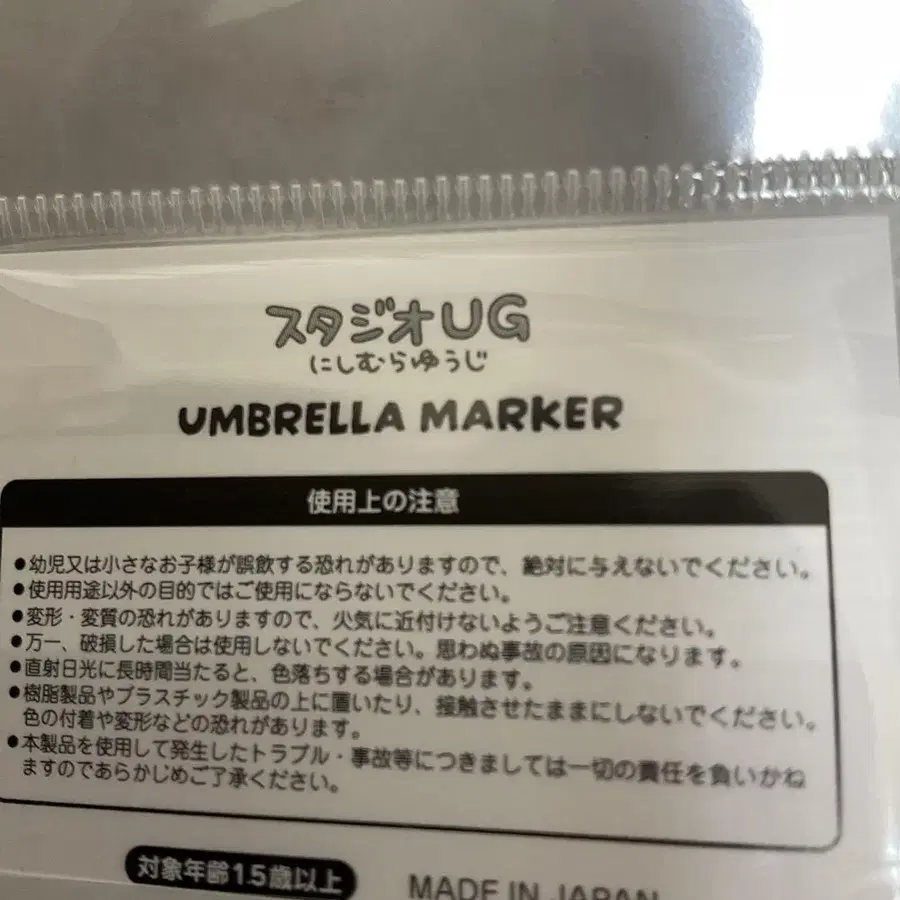 スタジオUG
にしむらゆうじ
UMBRELLA MARKER
使用上の注意
●幼児又は小さなお子様が誤飲する恐れがありますので、絶対に与えないでください。
●使用用途以外の目的ではご使用にならないでください。
●変形・変質の恐れがありますので、火気に近付けないようご注意ください。
●万一、破損した場合は使用しないでください。思わぬ事故の原因になります。
●直射日光に長時間当たると、色落ちする場合があります。
●樹脂製品やプラスチック製品の上に置いたり、接触させたままにしないでください。
色の付着や変形などの恐れがあります。
●本製品を使用して発生したトラブル・事故等につきましては一切の責任を負いかね
ますのであらかじめご了承ください。
対象年齢15歳以上
MADE IN JAPAN